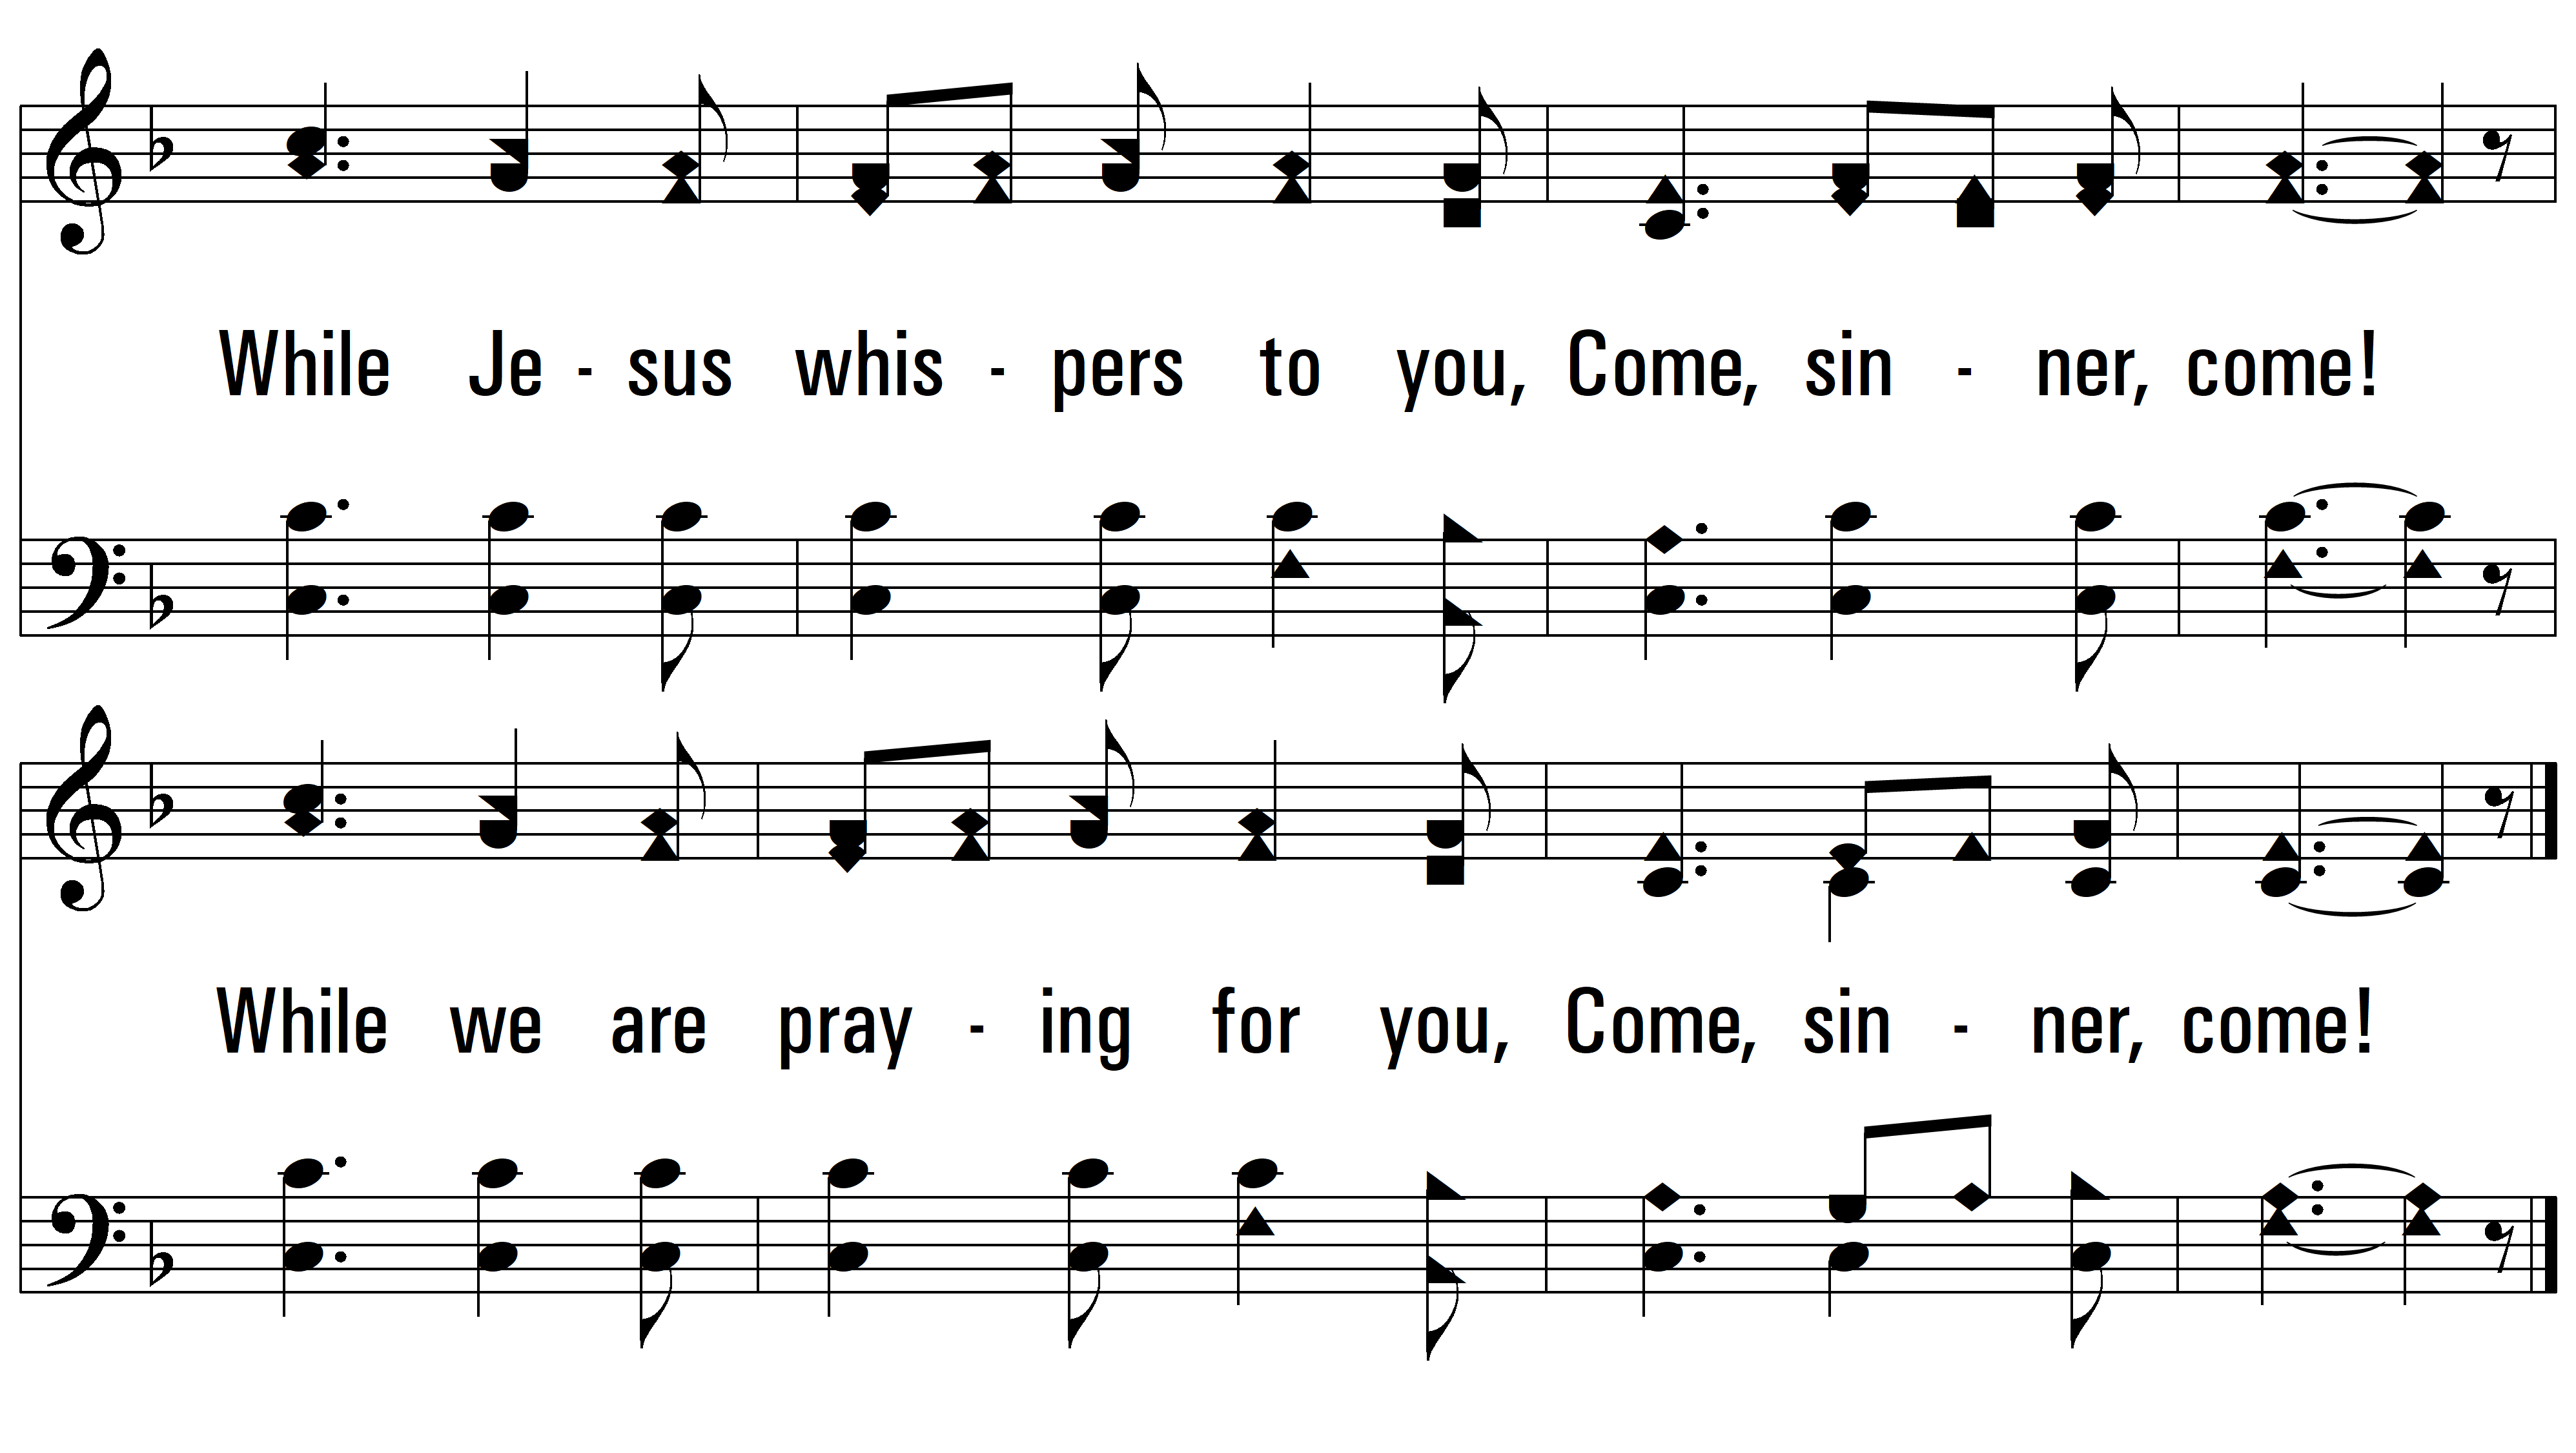 While Je - sus whis - pers to you, Come, sin - ner, come!
While we are pray - ing for you, Come, sin - ner, come!